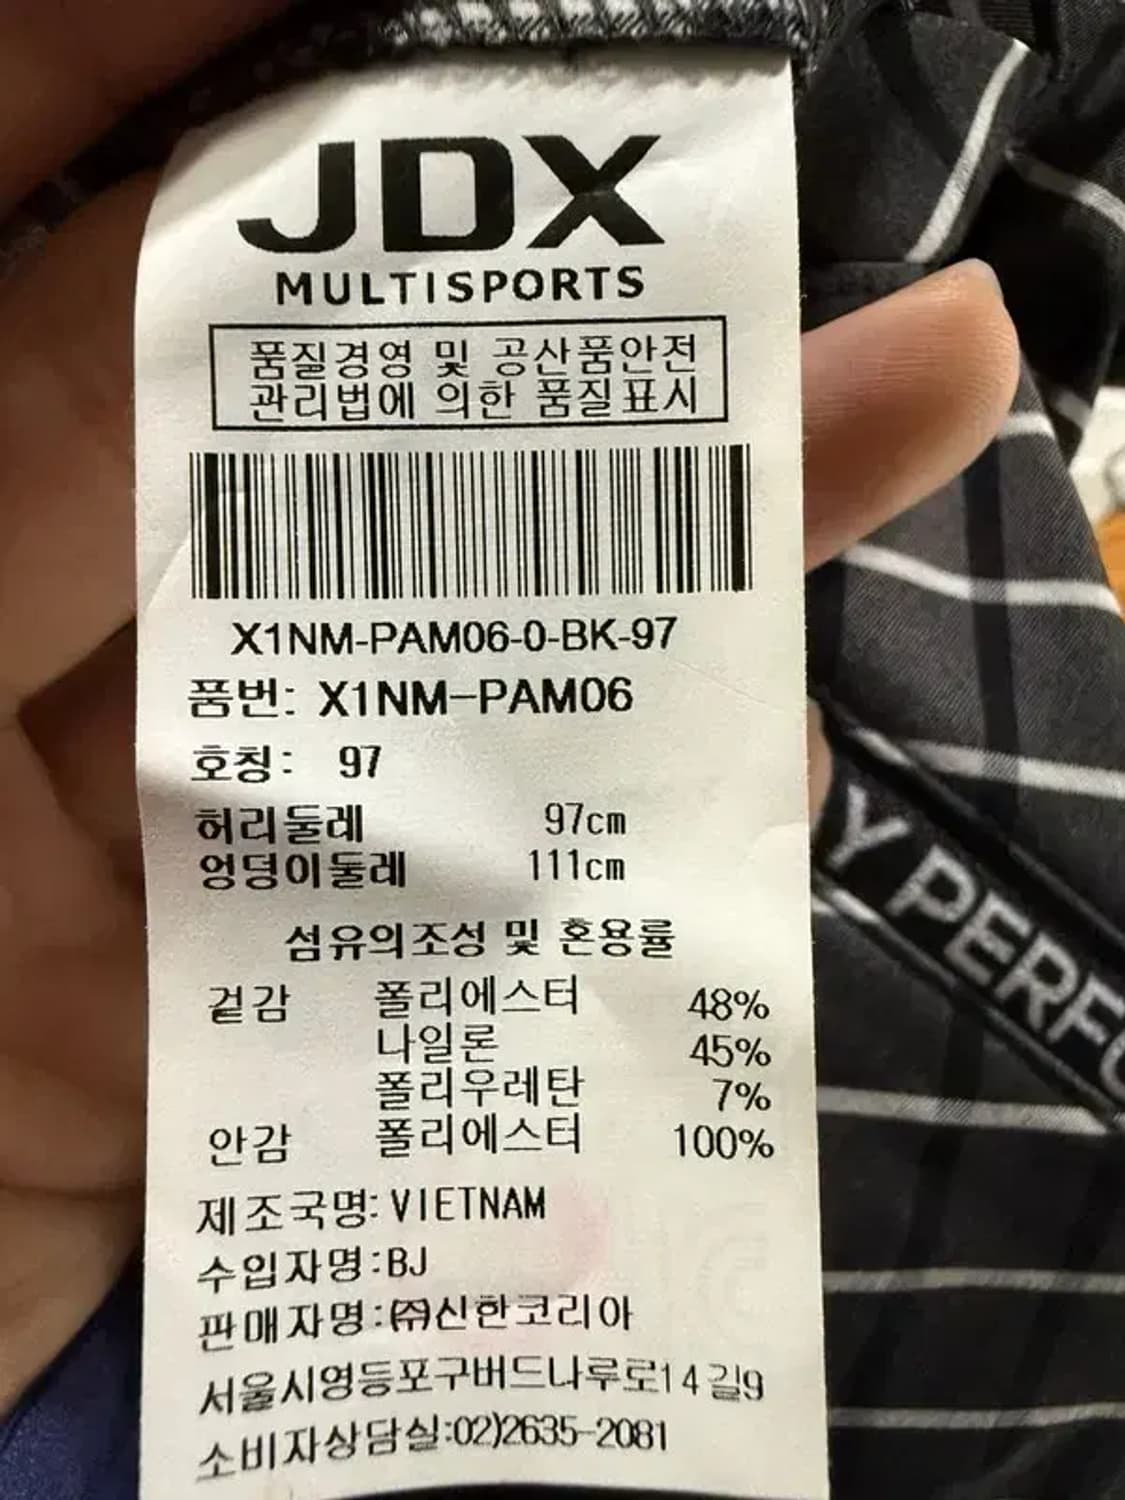 JDX
MULTISPORTS
품질경영 및 공산품안전
관리법에 의한 품질표시
X1NM-PAM06-0-BK-97
품번: X1NM-PAM06
호칭: 97
허리둘레 97cm
엉덩이둘레 111cm
섬유의조성 및 혼용률
겉감 폴리에스터 48%
나일론 45%
폴리우레탄 7%
안감 폴리에스터 100%
제조국명: VIETNAM
수입자명:BJ
판매자명:㈜신한코리아
서울시영등포구버드나루로14길9
소비자상담실:02)2635-2081
Y PERFO